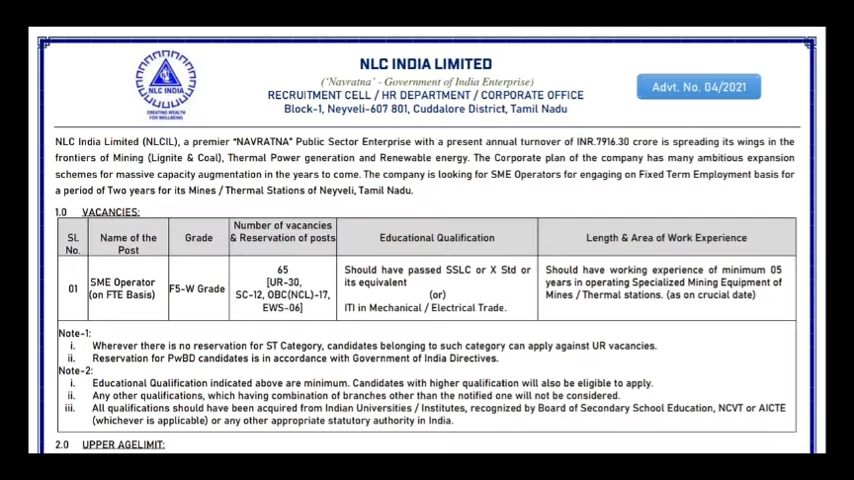 NLC INDIA LIMITED
('Navratna' - Government of India Enterprise)
RECRUITMENT CELL / HR DEPARTMENT / CORPORATE OFFICE
Block-1, Neyveli-607 801, Cuddalore District, Tamil Nadu
NLC INDIA
CREATING WEALTH
FOR WELLBEING
Advt. No. 04/2021
NLC India Limited (NLCIL), a premier "NAVRATNA" Public Sector Enterprise with a present annual turnover of INR.7916.30 crore is spreading its wings in the
frontiers of Mining (Lignite & Coal), Thermal Power generation and Renewable energy. The Corporate plan of the company has many ambitious expansion
schemes for massive capacity augmentation in the years to come. The company is looking for SME Operators for engaging on Fixed Term Employment basis for
a period of Two years for its Mines / Thermal Stations of Neyveli, Tamil Nadu.
1.0 VACANCIES:
Sl. No.
Name of the Post
Grade
Number of vacancies & Reservation of posts
Educational Qualification
Length & Area of Work Experience
01
SME Operator
(on FTE Basis)
F5-W Grade
65
[UR-30,
SC-12, OBC(NCL)-17,
EWS-06]
Should have passed SSLC or X Std or
its equivalent
(or)
ITI in Mechanical / Electrical Trade.
Should have working experience of minimum 05
years in operating Specialized Mining Equipment of
Mines / Thermal stations. (as on crucial date)
Note-1:
i. Wherever there is no reservation for ST Category, candidates belonging to such category can apply against UR vacancies.
ii. Reservation for PwBD candidates is in accordance with Government of India Directives.
Note-2:
i. Educational Qualification indicated above are minimum. Candidates with higher qualification will also be eligible to apply.
ii. Any other qualifications, which having combination of branches other than the notified one will not be considered.
iii. All qualifications should have been acquired from Indian Universities / Institutes, recognized by Board of Secondary School Education, NCVT or AICTE
(whichever is applicable) or any other appropriate statutory authority in India.
2.0 UPPER AGELIMIT: